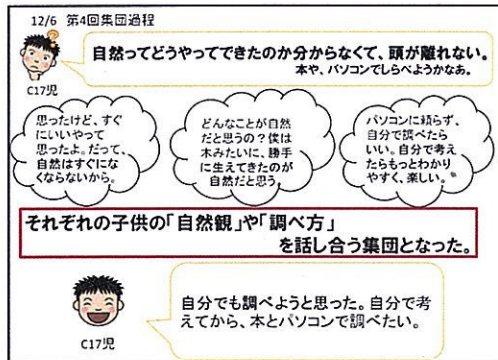 12/6 第4回集団過程
自然ってどうやってできたのか分からなくて、頭が離れない。
本や、パソコンでしらべようかなあ。
C17児
思ったけど、すぐ
にいいやって
思ったよ。だって、
自然はすぐにな
くならないから。
どんなことが自然
だと思うの？僕は
木みたいに、勝手
に生えてきたのが
自然だと思う。
パソコンに頼らず、
自分で調べたら
いい。自分で考え
たらもっとわかり
やすく、楽しい。
それぞれの子供の「自然観」や「調べ方」
を話し合う集団となった。
自分でも調べようと思った。自分で考
えてから、本とパソコンで調べたい。
C17児